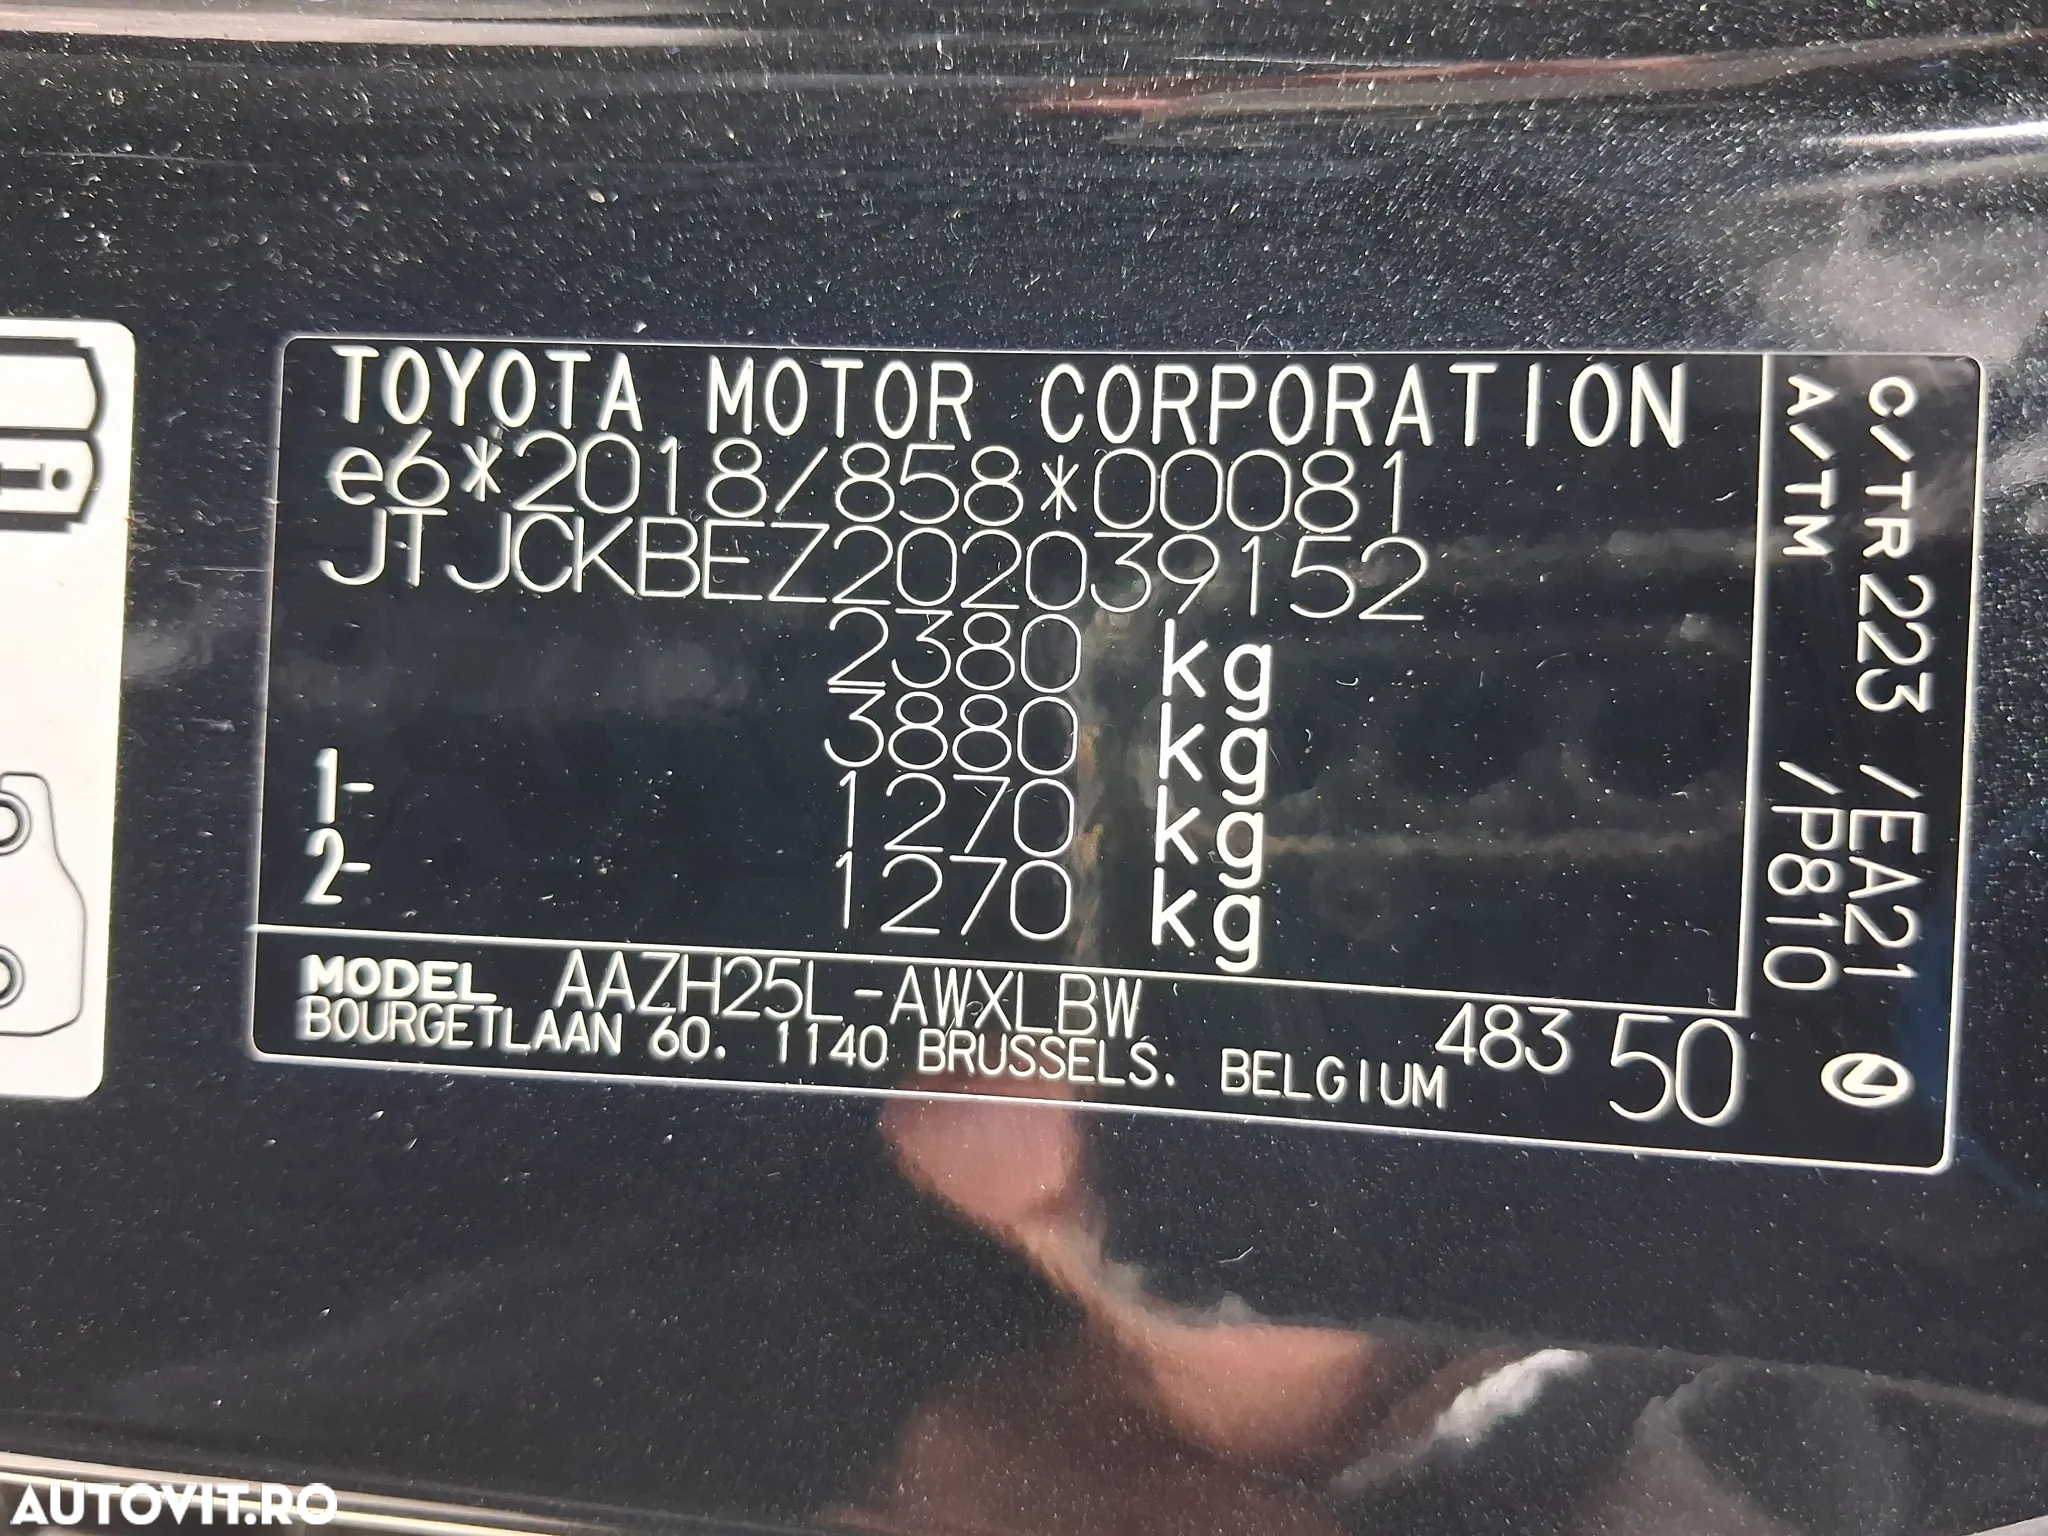 TOYOTA MOTOR CORPORATION
e6*2018/858*00081
JTJCKBEZ202039152
2380 kg
3880 kg
1- 1270 kg
2- 1270 kg
MODEL AAZH25L-AWXLBW
BOURGETLAAN 60. 1140 BRUSSELS. BELGIUM
483 50
C/TR 223 /EA21
A/TM /P810
i
AUTOVIT.RO